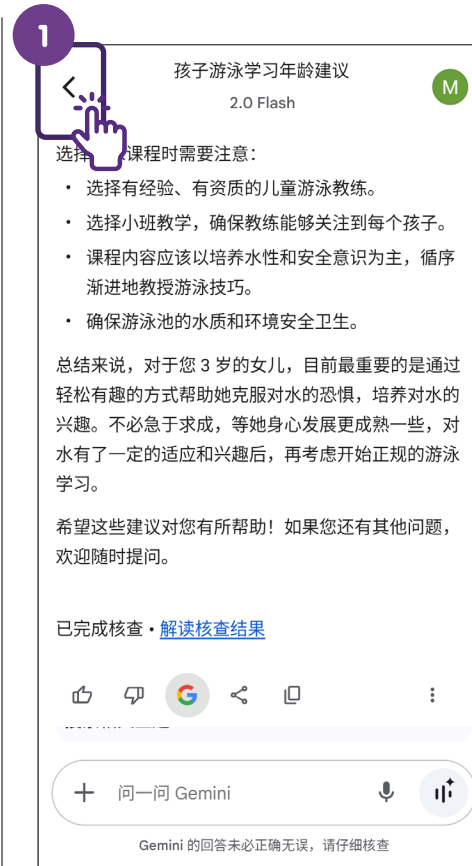 1
孩子游泳学习年龄建议
2.0 Flash
M
选择 课程时需要注意：
• 选择有经验、有资质的儿童游泳教练。
• 选择小班教学，确保教练能够关注到每个孩子。
• 课程内容应该以培养水性和安全意识为主，循序
渐进地教授游泳技巧。
• 确保游泳池的水质和环境安全卫生。
总结来说，对于您 3 岁的女儿，目前最重要的是通过
轻松有趣的方式帮助她克服对水的恐惧，培养对水的
兴趣。不必急于求成，等她身心发展更成熟一些，对
水有了一定的适应和兴趣后，再考虑开始正规的游泳
学习。
希望这些建议对您有所帮助！如果您还有其他问题，
欢迎随时提问。
已完成核查 • 解读核查结果
G
问一问 Gemini
Gemini 的回答未必正确无误，请仔细核查